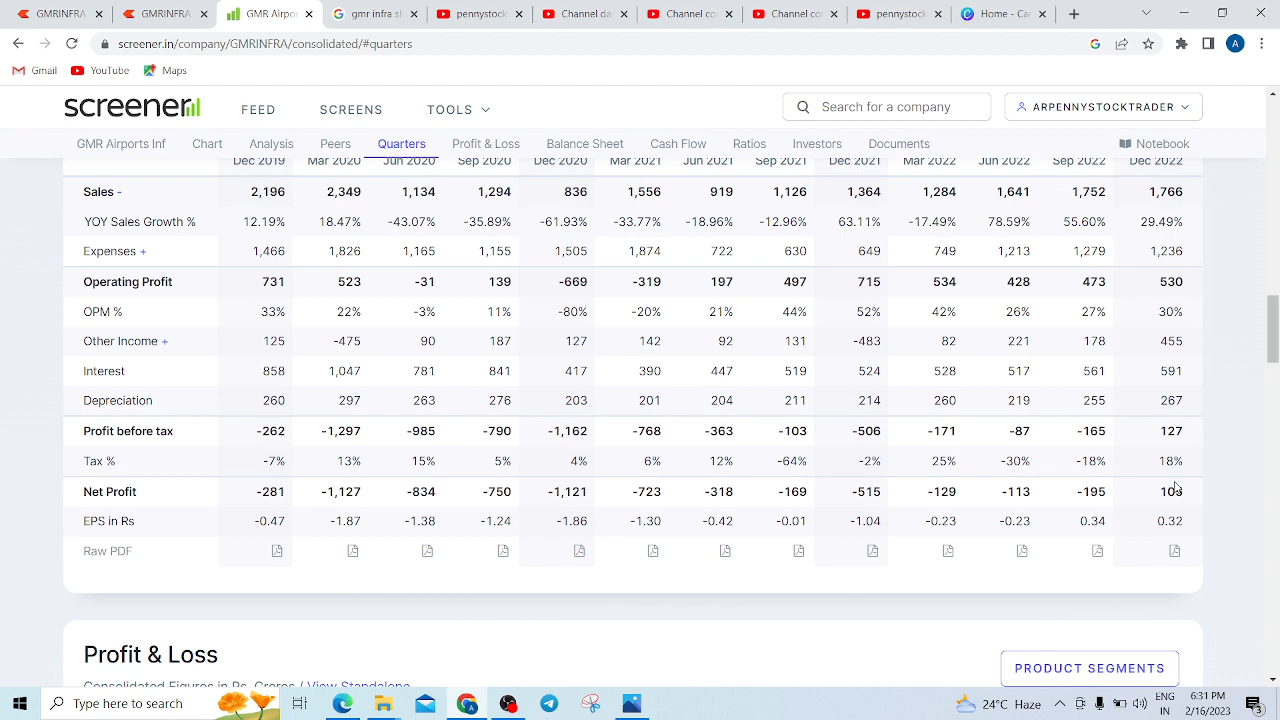 GMRINFRA
GMRINFRA
GMR Airpo
gmr infra s
pennystock
Channel da
Channel co
Channel con
pennystock
Home - Ca
screener.in/company/GMRINFRA/consolidated/#quarters
A
Gmail YouTube Maps
screener FEED SCREENS TOOLS Search for a company ARPENNYSTOCKTRADER
GMR Airports Inf Chart Analysis Peers Quarters Profit & Loss Balance Sheet Cash Flow Ratios Investors Documents Notebook
Dec 2019 Mar 2020 Jun 2020 Sep 2020 Dec 2020 Mar 2021 Jun 2021 Sep 2021 Dec 2021 Mar 2022 Jun 2022 Sep 2022 Dec 2022
Sales - 2,196 2,349 1,134 1,294 836 1,556 919 1,126 1,364 1,284 1,641 1,752 1,766
YOY Sales Growth % 12.19% 18.47% -43.07% -35.89% -61.93% -33.77% -18.96% -12.96% 63.11% -17.49% 78.59% 55.60% 29.49%
Expenses + 1,466 1,826 1,165 1,155 1,505 1,874 722 630 649 749 1,213 1,279 1,236
Operating Profit 731 523 -31 139 -669 -319 197 497 715 534 428 473 530
OPM % 33% 22% -3% 11% -80% -20% 21% 44% 52% 42% 26% 27% 30%
Other Income + 125 -475 90 187 127 142 92 131 -483 82 221 178 455
Interest 858 1,047 781 841 417 390 447 519 524 528 517 561 591
Depreciation 260 297 263 276 203 201 204 211 214 260 219 255 267
Profit before tax -262 -1,297 -985 -790 -1,162 -768 -363 -103 -506 -171 -87 -165 127
Tax % -7% 13% 15% 5% 4% 6% 12% -64% -2% 25% -30% -18% 18%
Net Profit -281 -1,127 -834 -750 -1,121 -723 -318 -169 -515 -129 -113 -195
EPS in Rs -0.47 -1.87 -1.38 -1.24 -1.86 -1.30 -0.42 -0.01 -1.04 -0.23 -0.23 0.34 0.32
Raw PDF
Profit & Loss
PRODUCT SEGMENTS
Consolidated Figures in Rs. Crores / View Standalone
Type here to search
24°C Haze
ENG
IN
6:31 PM
2/16/2023
3